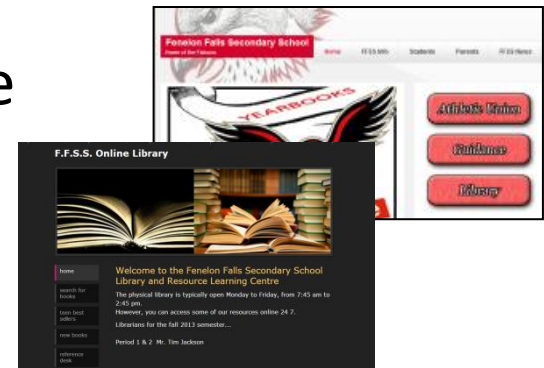 e
Fenelon Falls Secondary School
Home
Students
Parents
YEARBOOKS
Athletic Union
Guidance
Library
F.F.S.S. Online Library
home
search for
books
teen best
sellers
new books
reference
desk
Welcome to the Fenelon Falls Secondary School
Library and Resource Learning Centre
The physical library is typically open Monday to Friday, from 7:45 am to
2:45 pm.
However, you can access some of our resources online 24 7.
Librarians for the fall 2013 semester...
Period 1 & 2 Mr. Tim Jackson